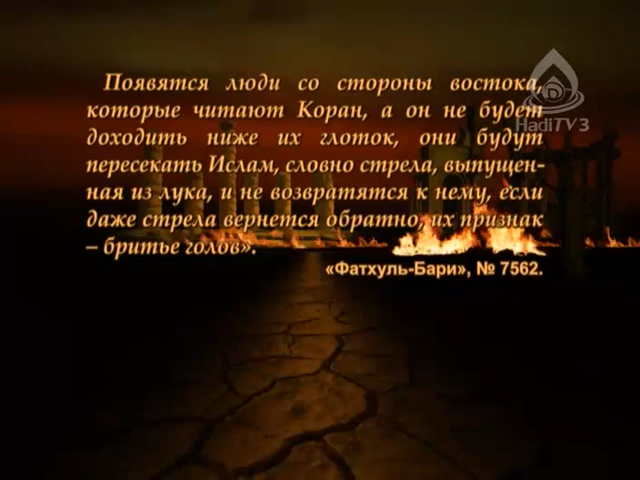 Появятся люди со стороны востока,
которые читают Коран, а он не будет
доходить ниже их глоток, они будут
пересекать Ислам, словно стрела, выпущен-
ная из лука, и не возвратятся к нему, если
даже стрела вернется обратно, их признак
– бритье голов».
«Фатхуль-Бари», № 7562.
HadiTV3